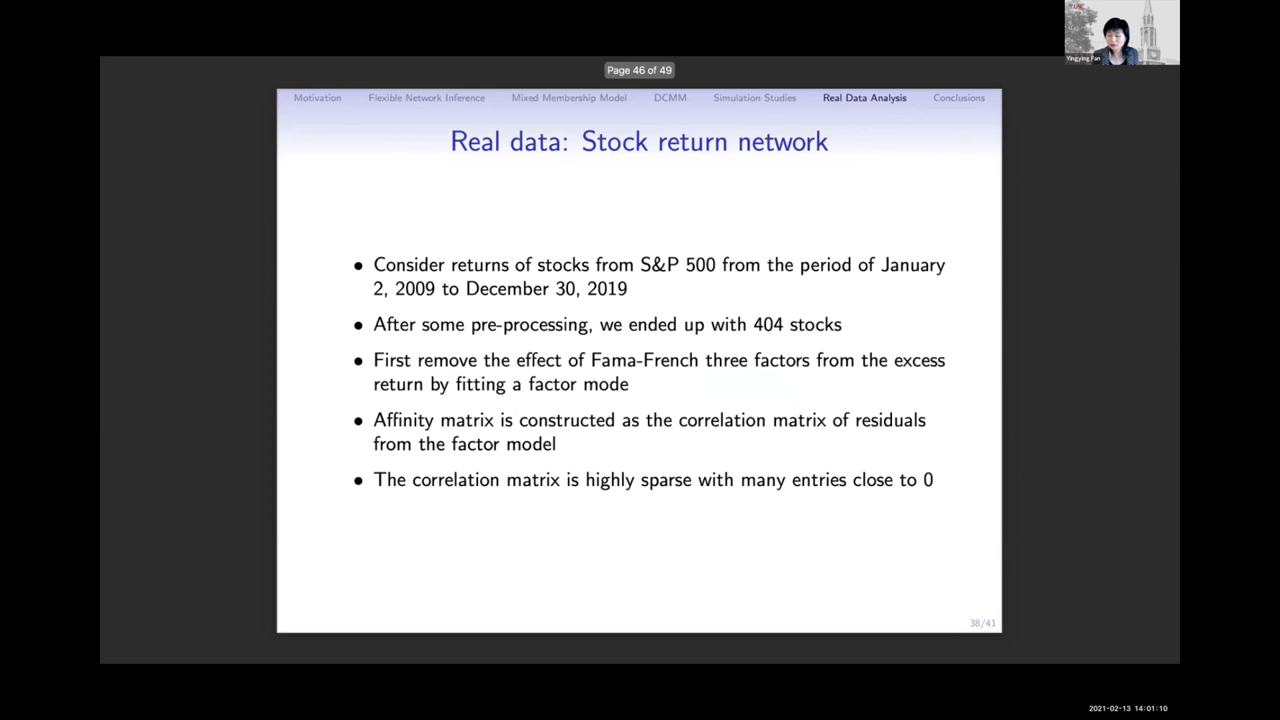 USC
Yingying Fan
Page 46 of 49
Motivation Flexible Network Inference Mixed Membership Model DCMM Simulation Studies Real Data Analysis Conclusions
Real data: Stock return network
• Consider returns of stocks from S&P 500 from the period of January
2, 2009 to December 30, 2019
• After some pre-processing, we ended up with 404 stocks
• First remove the effect of Fama-French three factors from the excess
return by fitting a factor mode
• Affinity matrix is constructed as the correlation matrix of residuals
from the factor model
• The correlation matrix is highly sparse with many entries close to 0
38/41
2021-02-13 14:01:10